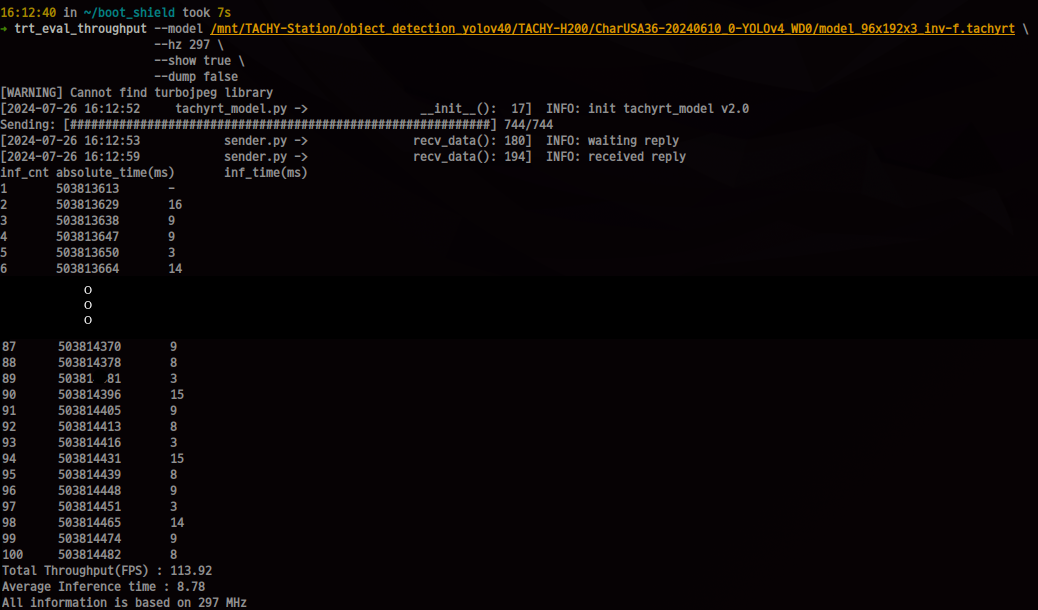 16:12:40 in ~/boot_shield took 7s
→ trt_eval_throughput --model /mnt/TACHY-Station/object_detection_yolov40/TACHY-H200/CharUSA36-20240610_0-YOLOv4_WD0/model_96x192x3_inv-f.tachyrt \
--hz 297 \
--show true \
--dump false
[WARNING] Cannot find turbojpeg library
[2024-07-26 16:12:52 tachyrt_model.py -> __init__(): 17] INFO: init tachyrt_model v2.0
Sending: [############################################################] 744/744
[2024-07-26 16:12:53 sender.py -> recv_data(): 180] INFO: waiting reply
[2024-07-26 16:12:59 sender.py -> recv_data(): 194] INFO: received reply
inf_cnt absolute_time(ms) inf_time(ms)
1 503813613 -
2 503813629 16
3 503813638 9
4 503813647 9
5 503813650 3
6 503813664 14
o
o
o
87 503814370 9
88 503814378 8
89 50381 81 3
90 503814396 15
91 503814405 9
92 503814413 8
93 503814416 3
94 503814431 15
95 503814439 8
96 503814448 9
97 503814451 3
98 503814465 14
99 503814474 9
100 503814482 8
Total Throughput(FPS) : 113.92
Average Inference time : 8.78
All information is based on 297 MHz